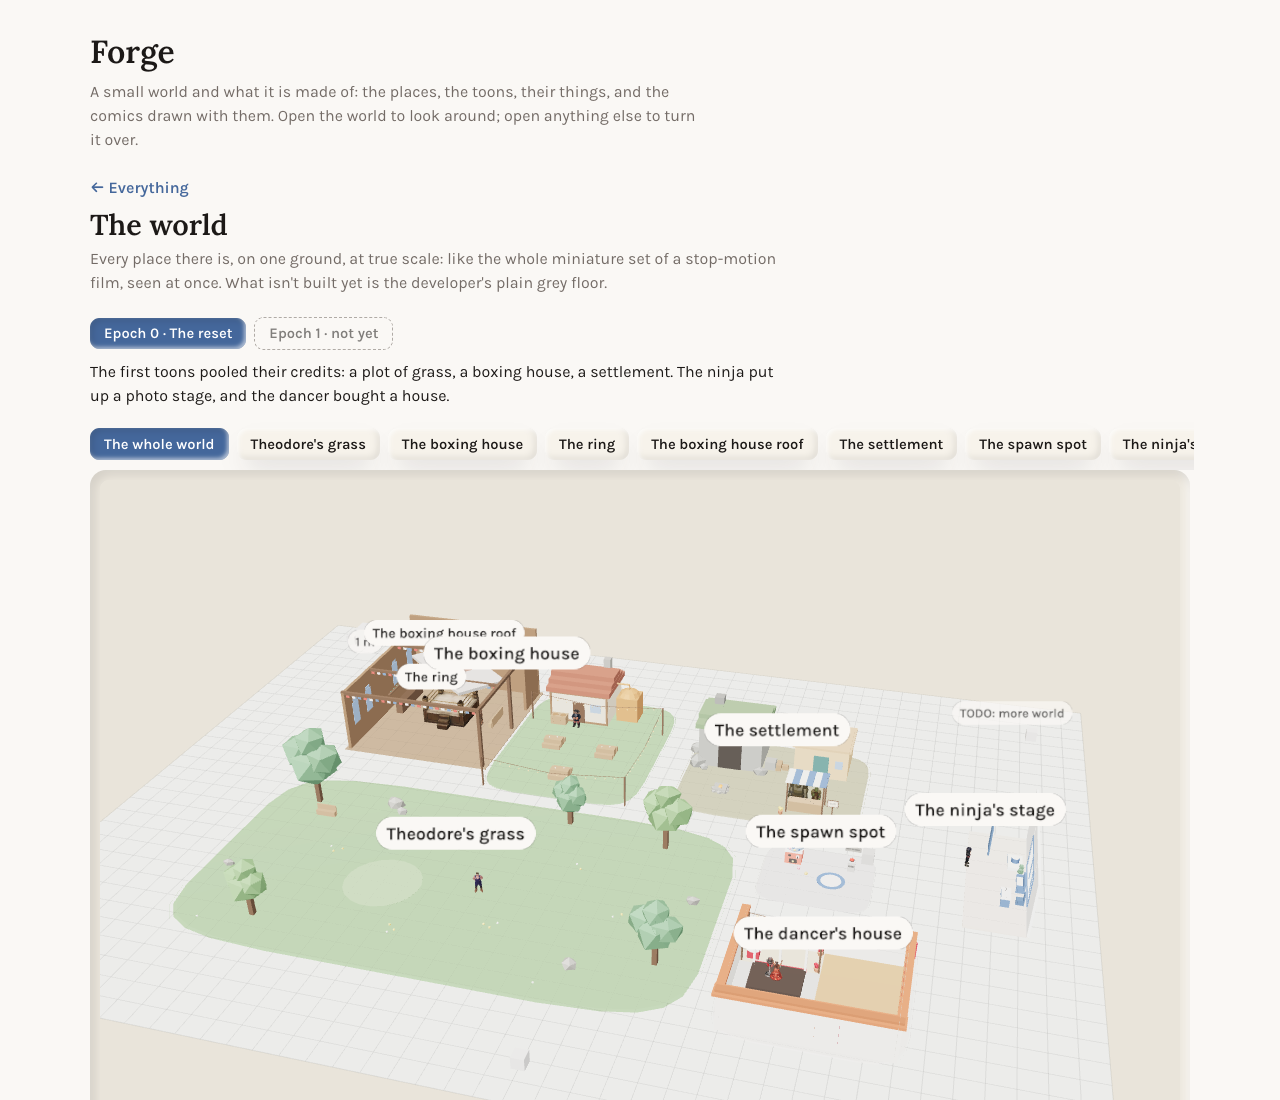 Forge
A small world and what it is made of: the places, the toons, their things, and the
comics drawn with them. Open the world to look around; open anything else to turn
it over.
← Everything
The world
Every place there is, on one ground, at true scale: like the whole miniature set of a stop-motion
film, seen at once. What isn't built yet is the developer's plain grey floor.
Epoch 0 · The reset
Epoch 1 · not yet
The first toons pooled their credits: a plot of grass, a boxing house, a settlement. The ninja put
up a photo stage, and the dancer bought a house.
The whole world
Theodore's grass
The boxing house
The ring
The boxing house roof
The settlement
The spawn spot
The ninja's
The boxing house roof
The boxing house
The ring
TODO: more world
The settlement
The ninja's stage
Theodore's grass
The spawn spot
The dancer's house